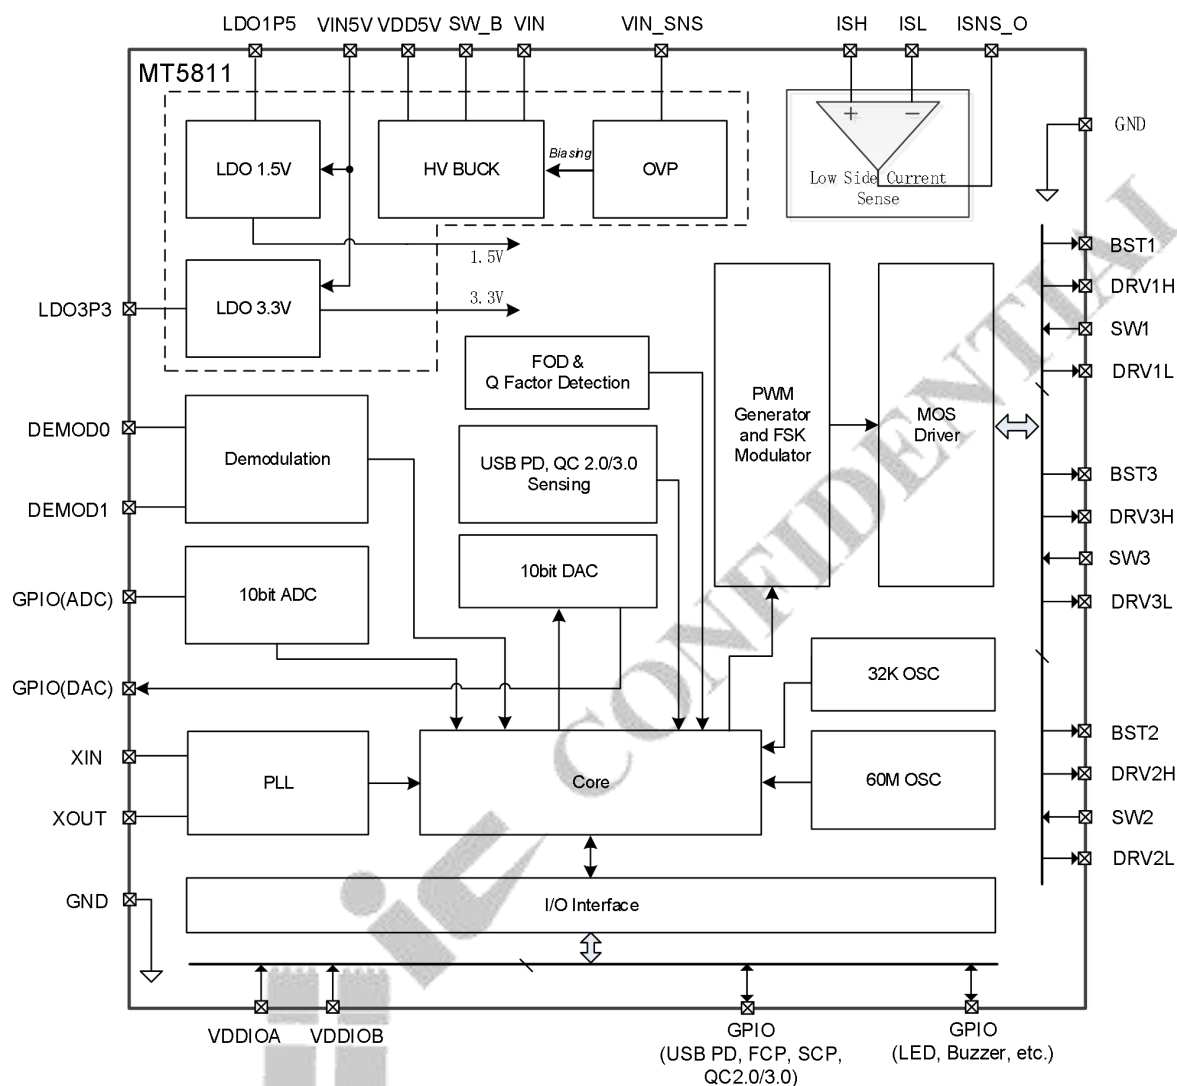 LDO1P5
VIN5V
VDD5V
SW_B
VIN
VIN_SNS
ISH
ISL
ISNS_O
MT5811
LDO 1.5V
HV BUCK
Biasing
OVP
+
−
Low Side Current
Sense
GND
1.5V
BST1
LDO3P3
LDO 3.3V
3.3V
DRV1H
SW1
DRV1L
FOD &
Q Factor Detection
PWM
Generator
and FSK
Modulator
MOS
Driver
DEMOD0
Demodulation
DEMOD1
USB PD, QC 2.0/3.0
Sensing
BST3
DRV3H
SW3
DRV3L
GPIO(ADC)
10bit ADC
10bit DAC
GPIO(DAC)
32K OSC
XIN
PLL
XOUT
Core
60M OSC
BST2
DRV2H
SW2
DRV2L
GND
I/O Interface
VDDIOA
VDDIOB
GPIO
(USB PD, FCP, SCP,
QC2.0/3.0)
GPIO
(LED, Buzzer, etc.)
ic CONFIDENTIAL